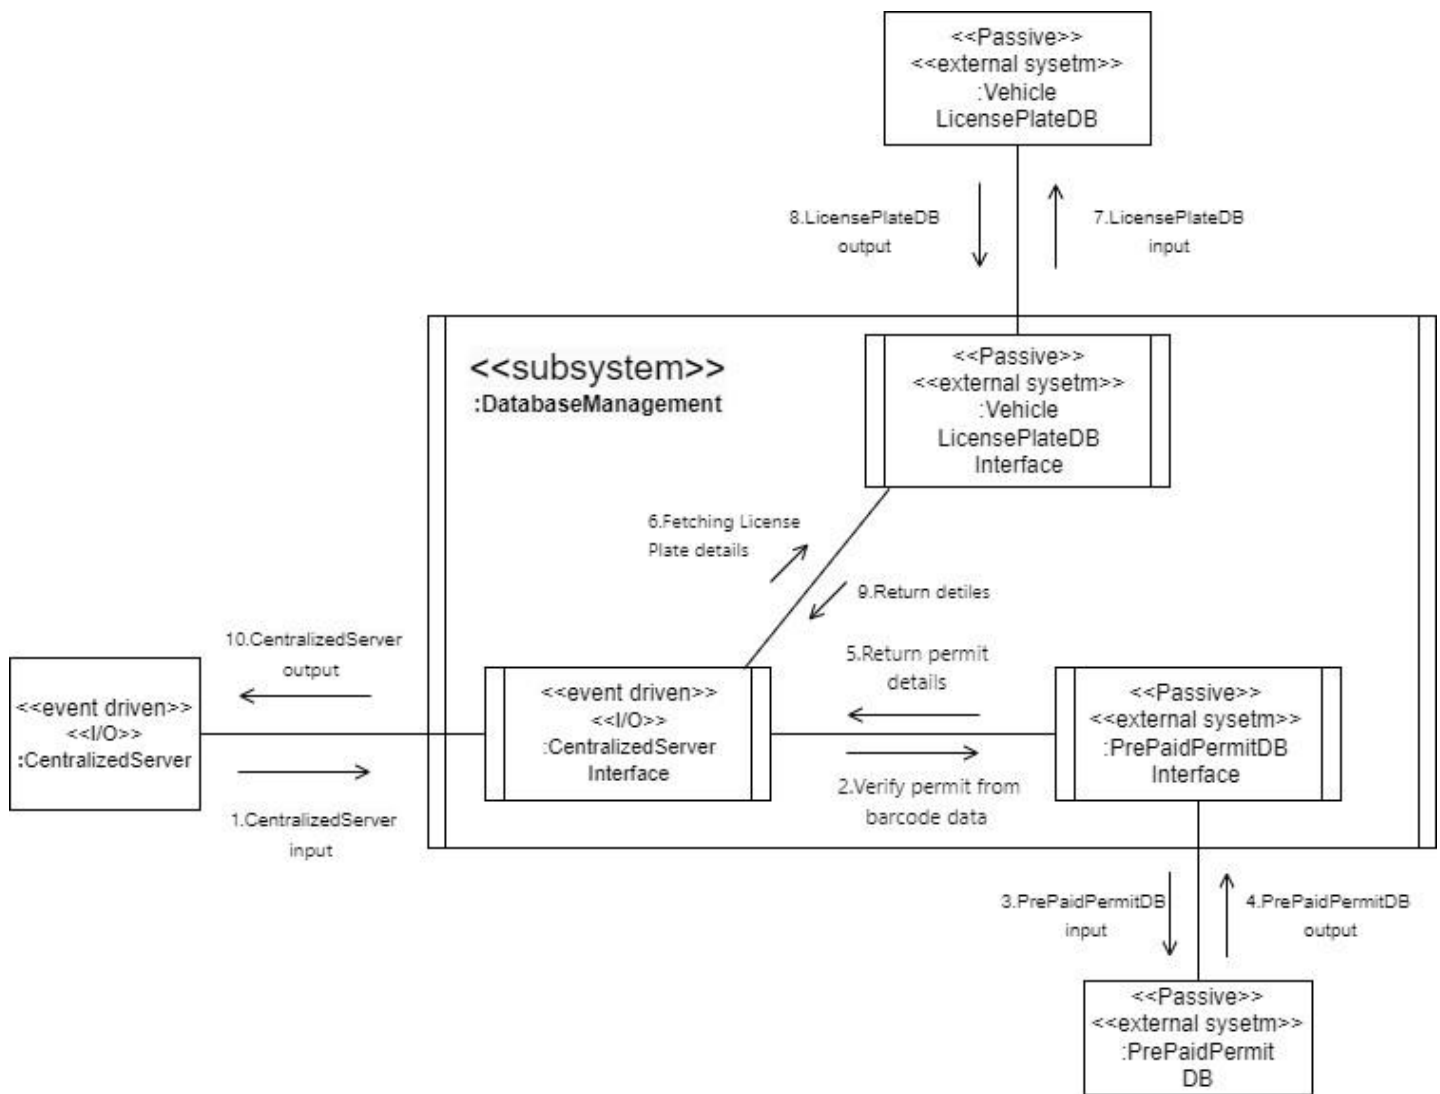 <<Passive>>
<<external sysetm>>
:Vehicle
LicensePlateDB
8.LicensePlateDB
output
7.LicensePlateDB
input
<<subsystem>>
:DatabaseManagement
<<Passive>>
<<external sysetm>>
:Vehicle
LicensePlateDB
Interface
6.Fetching License
Plate details
9.Return detiles
10.CentralizedServer
output
5.Return permit
details
<<event driven>>
<<I/O>>
:CentralizedServer
<<event driven>>
<<I/O>>
:CentralizedServer
Interface
<<Passive>>
<<external sysetm>>
:PrePaidPermitDB
Interface
1.CentralizedServer
input
2.Verify permit from
barcode data
3.PrePaidPermitDB
input
4.PrePaidPermitDB
output
<<Passive>>
<<external sysetm>>
:PrePaidPermit
DB